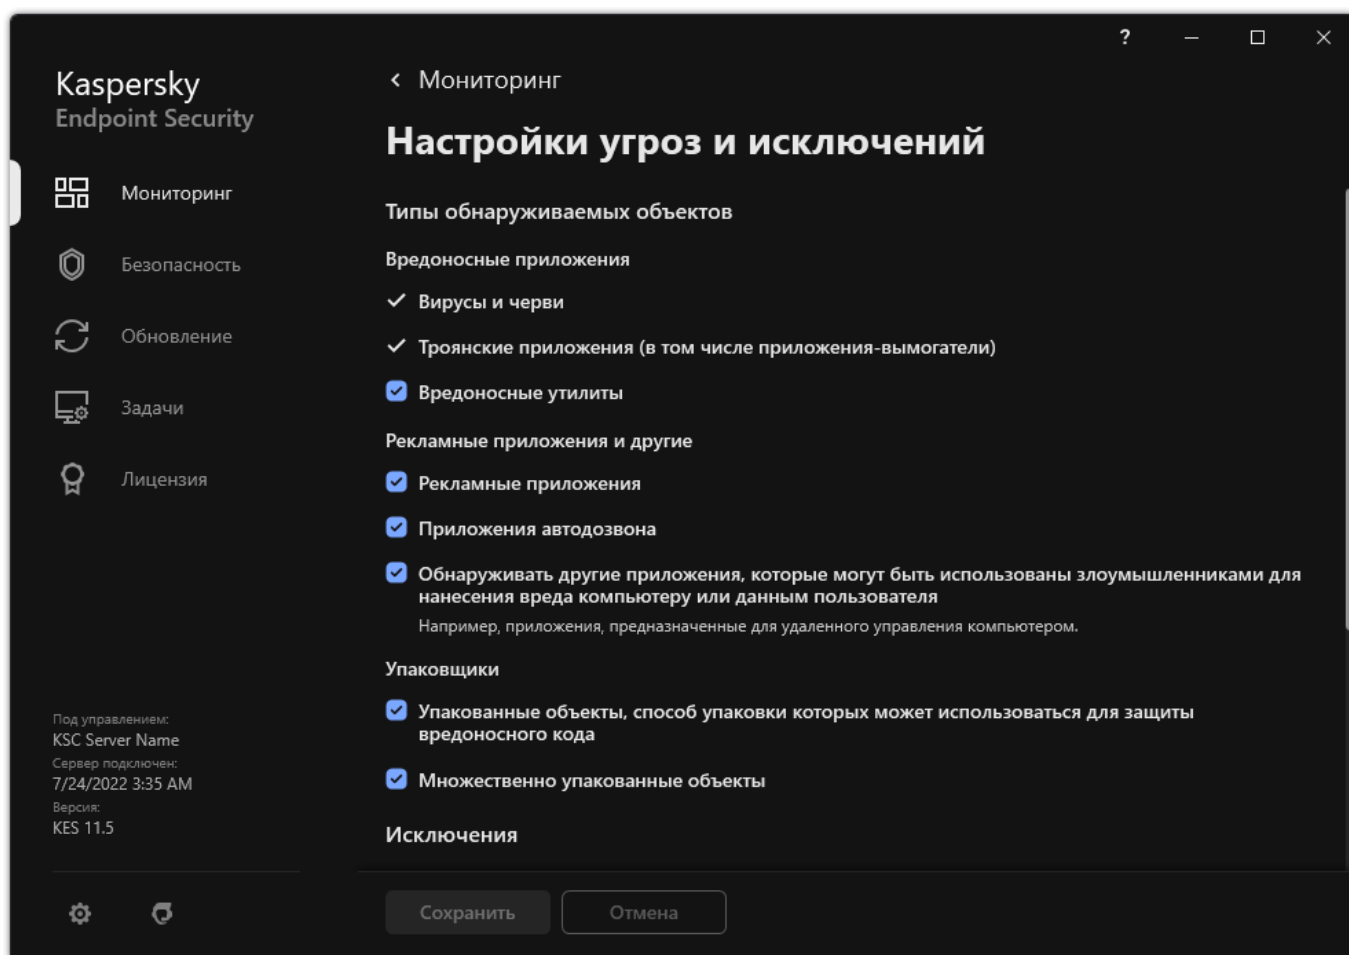 ?
Kaspersky
Endpoint Security
Мониторинг
Безопасность
Обновление
Задачи
Лицензия
Под управлением:
KSC Server Name
Сервер подключен:
7/24/2022 3:35 AM
Версия:
KES 11.5
Мониторинг
Настройки угроз и исключений
Типы обнаруживаемых объектов
Вредоносные приложения
Вирусы и черви
Троянские приложения (в том числе приложения-вымогатели)
Вредоносные утилиты
Рекламные приложения и другие
Рекламные приложения
Приложения автодозвона
Обнаруживать другие приложения, которые могут быть использованы злоумышленниками для
нанесения вреда компьютеру или данным пользователя
Например, приложения, предназначенные для удаленного управления компьютером.
Упаковщики
Упакованные объекты, способ упаковки которых может использоваться для защиты
вредоносного кода
Множественно упакованные объекты
Исключения
Сохранить
Отмена